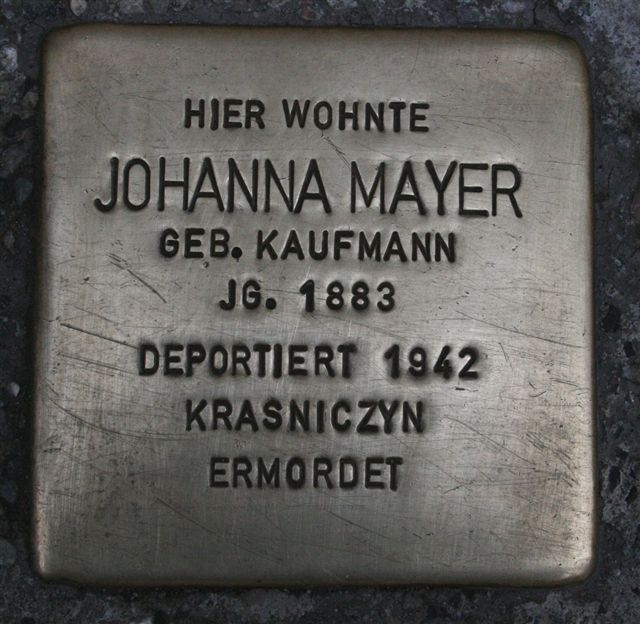 HIER WOHNTE
JOHANNA MAYER
GEB. KAUFMANN
JG. 1883
DEPORTIERT 1942
KRASNICZYN
ERMORDET